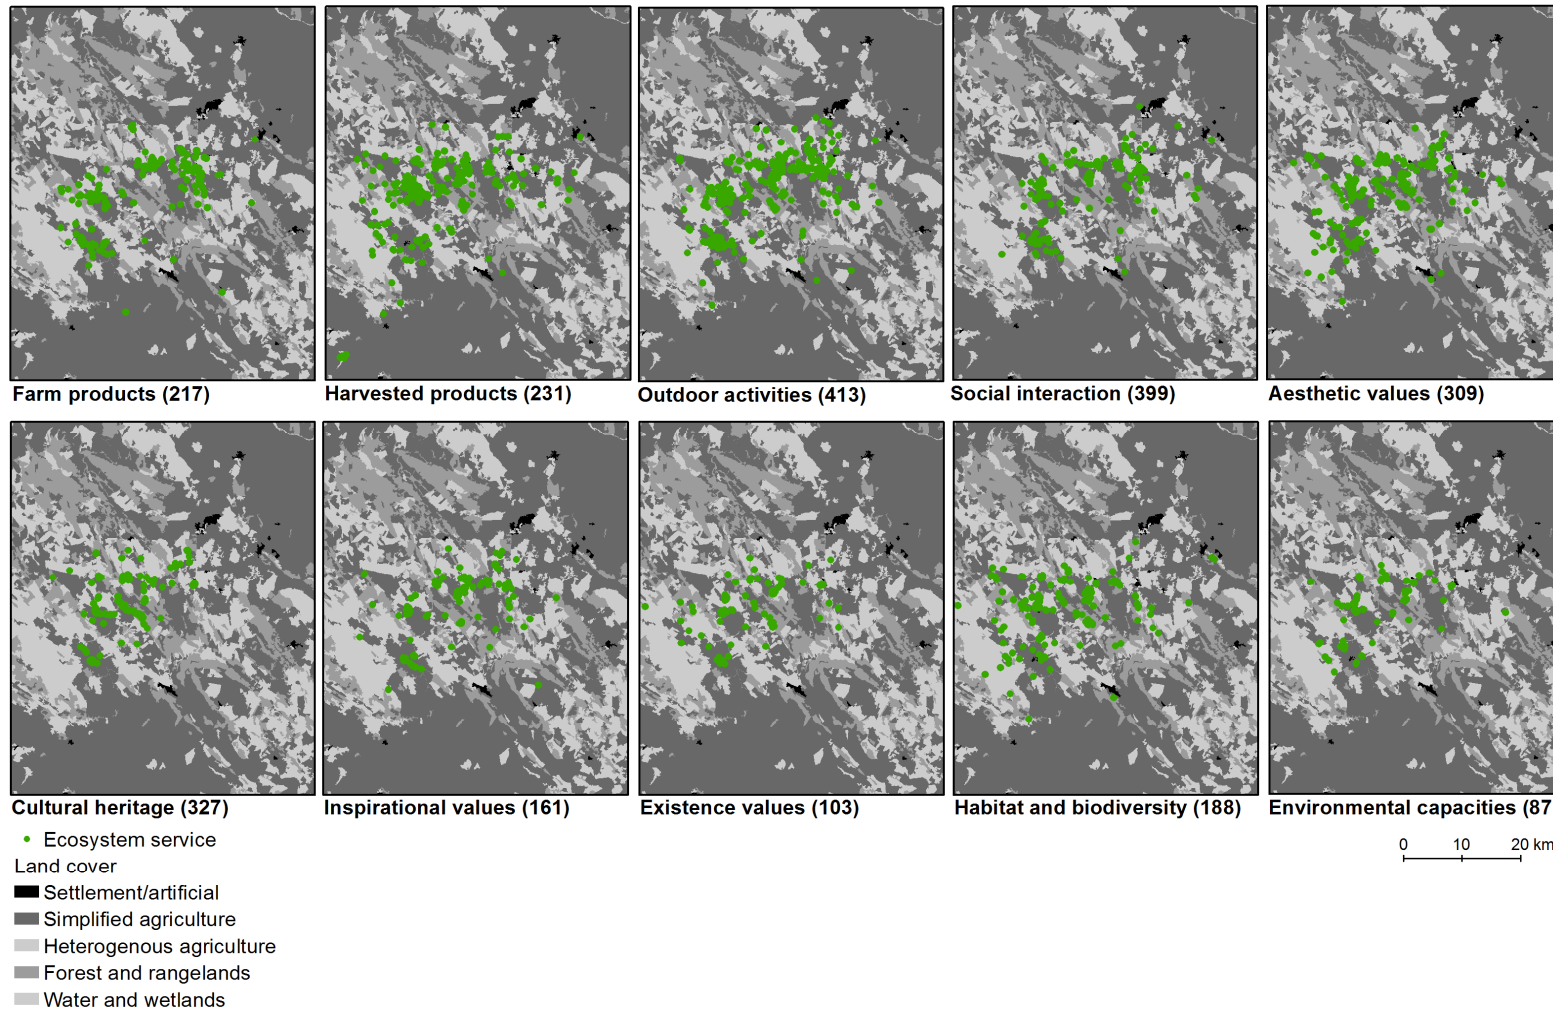 Farm products (217)
Harvested products (231)
Outdoor activities (413)
Social interaction (399)
Aesthetic values (309)
Cultural heritage (327)
Inspirational values (161)
Existence values (103)
Habitat and biodiversity (188)
Environmental capacities (87
Ecosystem service
Land cover
Settlement/artificial
Simplified agriculture
Heterogenous agriculture
Forest and rangelands
Water and wetlands
0 10 20 km